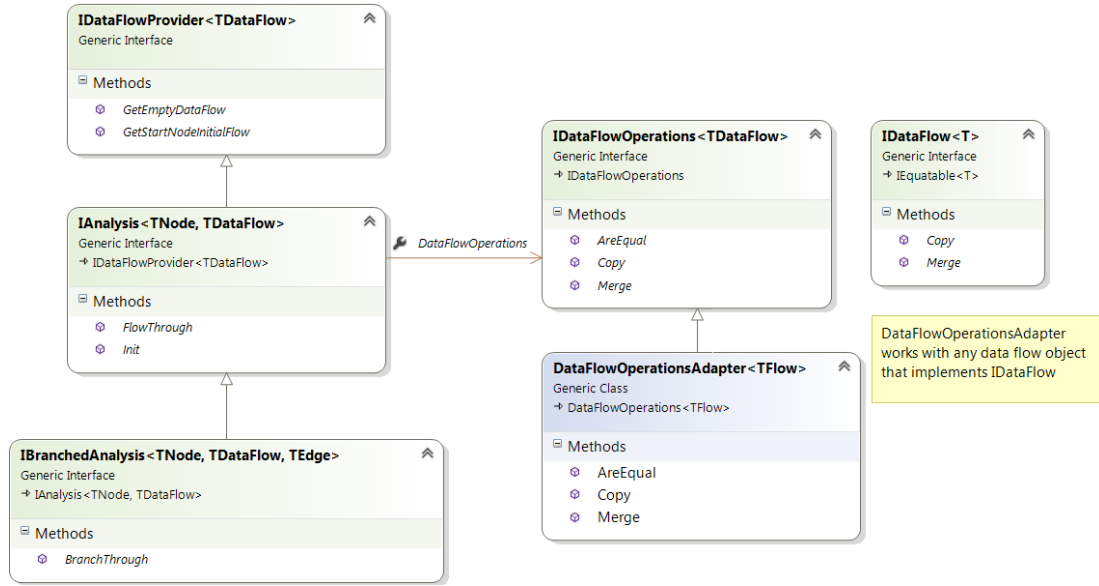 IDataFlowProvider<TDataFlow>
Generic Interface
Methods
GetEmptyDataFlow
GetStartNodeInitialFlow
IAnalysis<TNode, TDataFlow>
Generic Interface
IDataFlowProvider<TDataFlow>
Methods
FlowThrough
Init
IBranchedAnalysis<TNode, TDataFlow, TEdge>
Generic Interface
IAnalysis<TNode, TDataFlow>
Methods
BranchThrough
DataFlowOperations
IDataFlowOperations<TDataFlow>
Generic Interface
IDataFlowOperations
Methods
AreEqual
Copy
Merge
DataFlowOperationsAdapter<TFlow>
Generic Class
DataFlowOperations<TFlow>
Methods
AreEqual
Copy
Merge
IDataFlow<T>
Generic Interface
IEquatable<T>
Methods
Copy
Merge
DataFlowOperationsAdapter
works with any data flow object
that implements IDataFlow